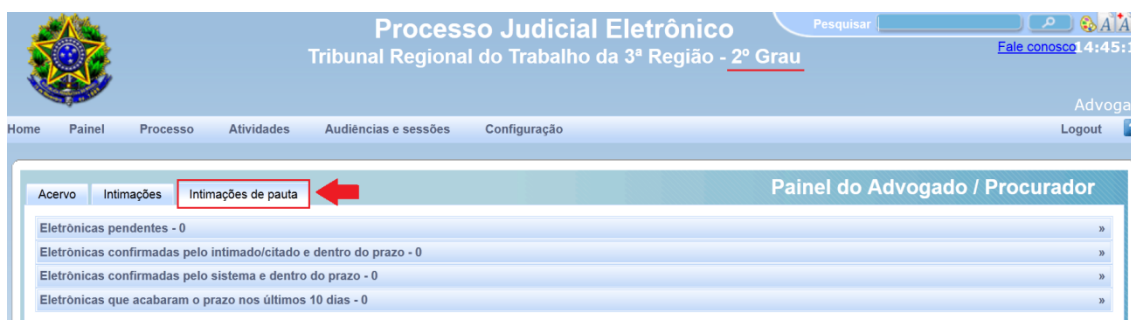 Processo Judicial Eletrônico
Pesquisar
A A
Tribunal Regional do Trabalho da 3ª Região - 2º Grau
Fale conosco 14:45:
Advoga
Home Painel Processo Atividades Audiências e sessões Configuração Logout
Acervo Intimações Intimações de pauta
Painel do Advogado / Procurador
Eletrônicas pendentes - 0 »
Eletrônicas confirmadas pelo intimado/citado e dentro do prazo - 0 »
Eletrônicas confirmadas pelo sistema e dentro do prazo - 0 »
Eletrônicas que acabaram o prazo nos últimos 10 dias - 0 »